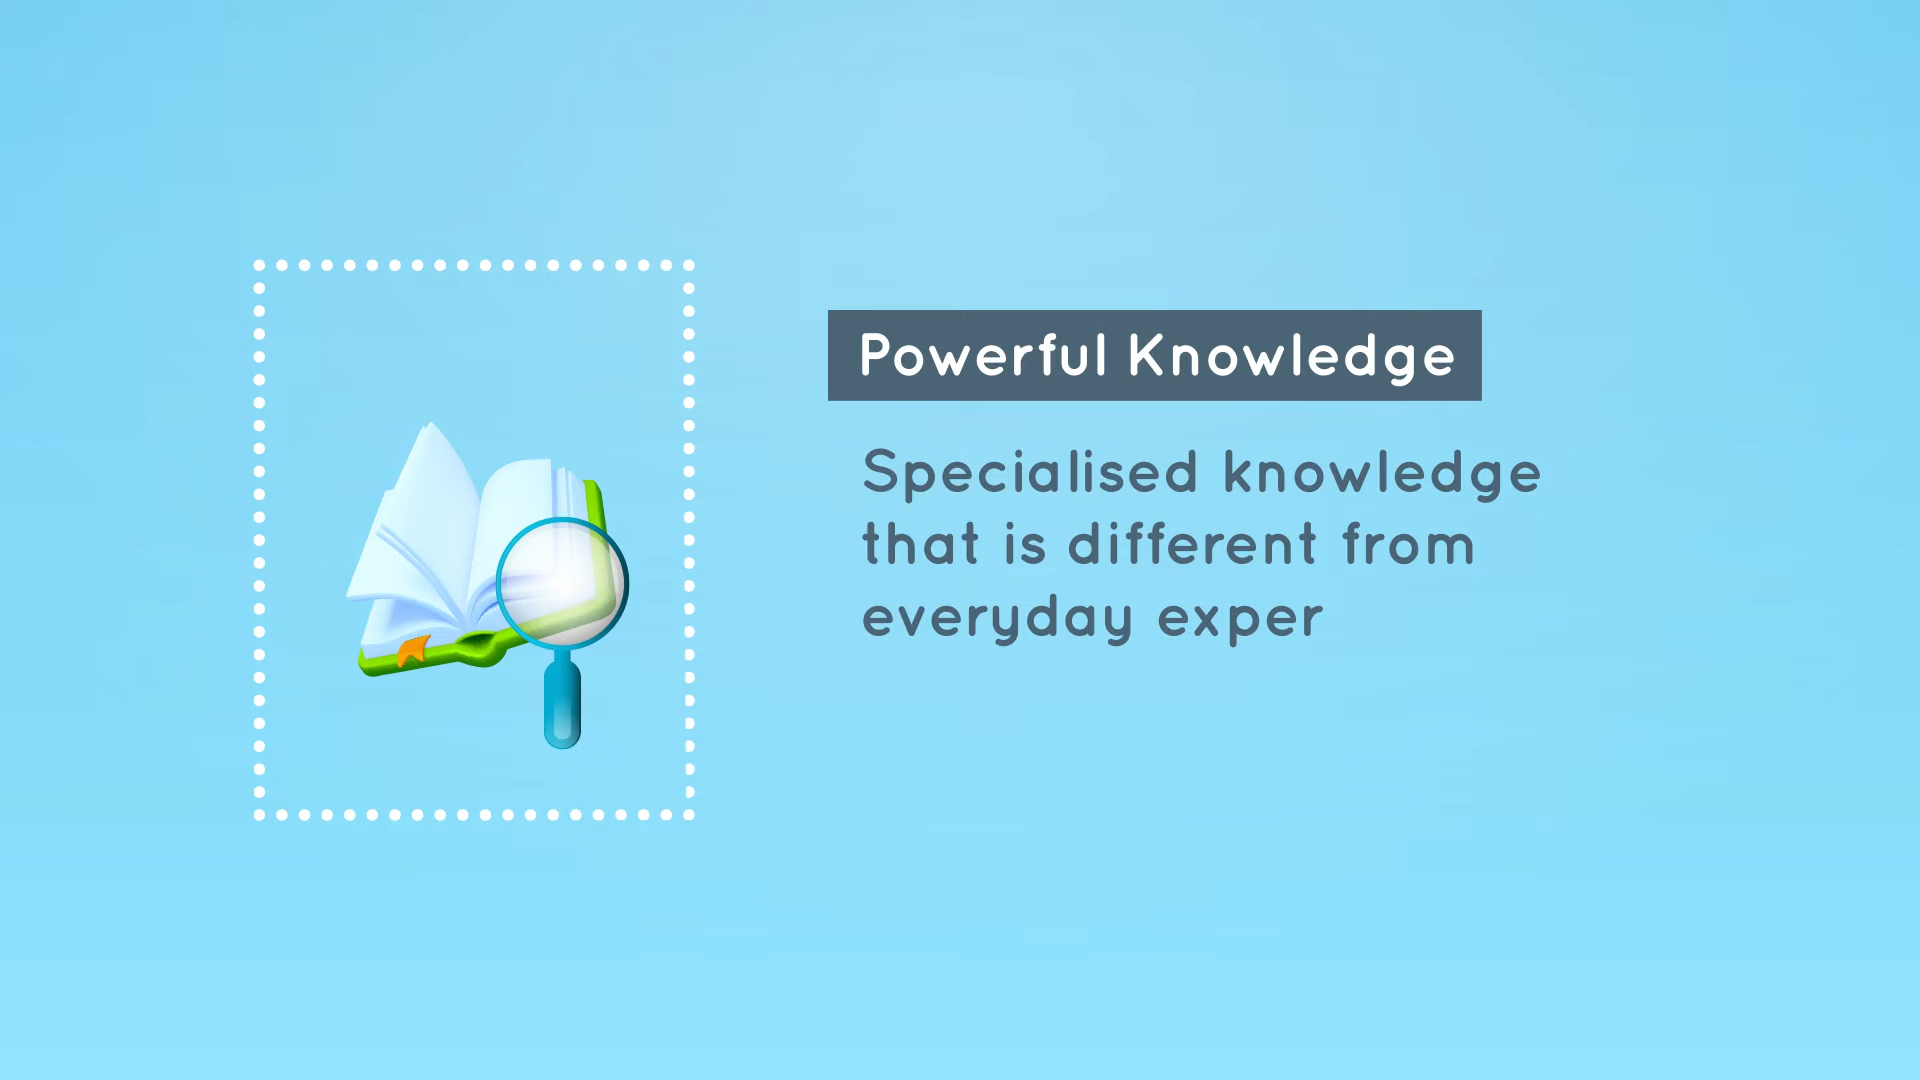 Powerful Knowledge
Specialised knowledge
that is different from
everyday exper